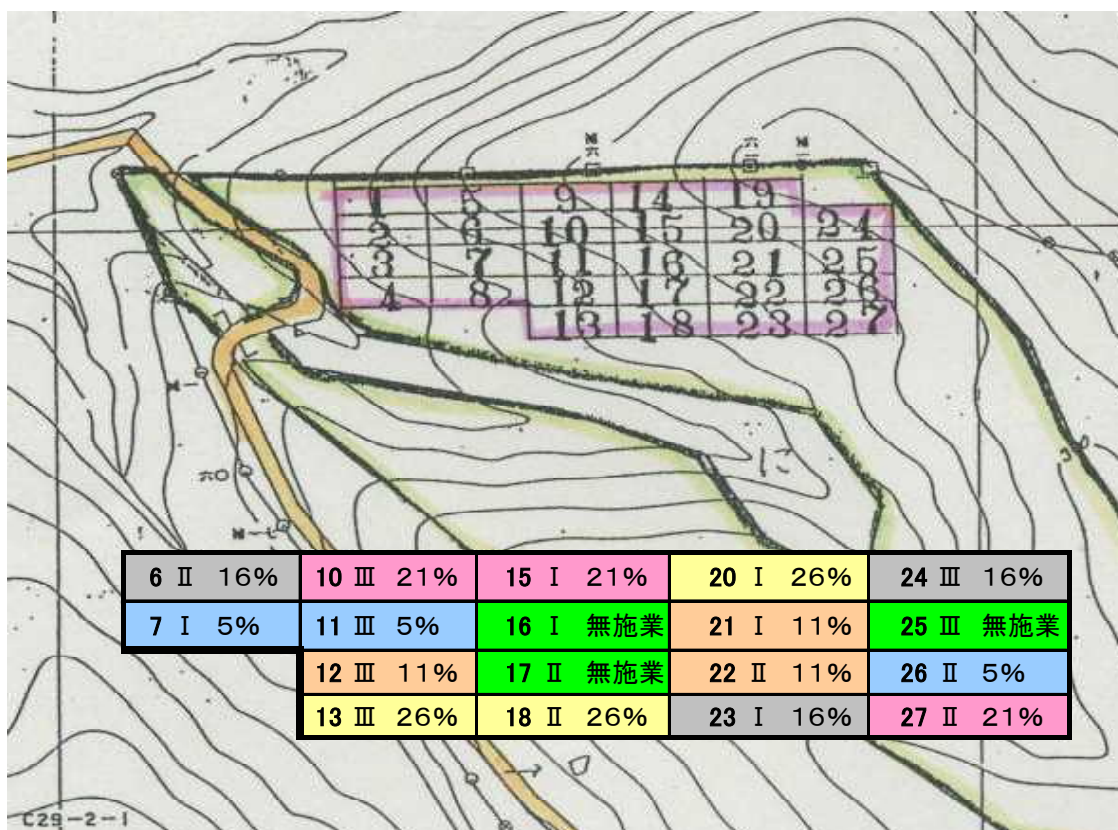 1 5 9 14 19
2 6 10 15 20 24
3 7 11 16 21 25
4 8 12 17 22 26
13 18 23 27
に
六〇
6 Ⅱ 16% 10 Ⅲ 21% 15 Ⅰ 21% 20 Ⅰ 26% 24 Ⅲ 16%
7 Ⅰ 5% 11 Ⅲ 5% 16 Ⅰ 無施業 21 Ⅰ 11% 25 Ⅲ 無施業
12 Ⅲ 11% 17 Ⅱ 無施業 22 Ⅱ 11% 26 Ⅱ 5%
13 Ⅲ 26% 18 Ⅱ 26% 23 Ⅰ 16% 27 Ⅱ 21%
C29-2-1